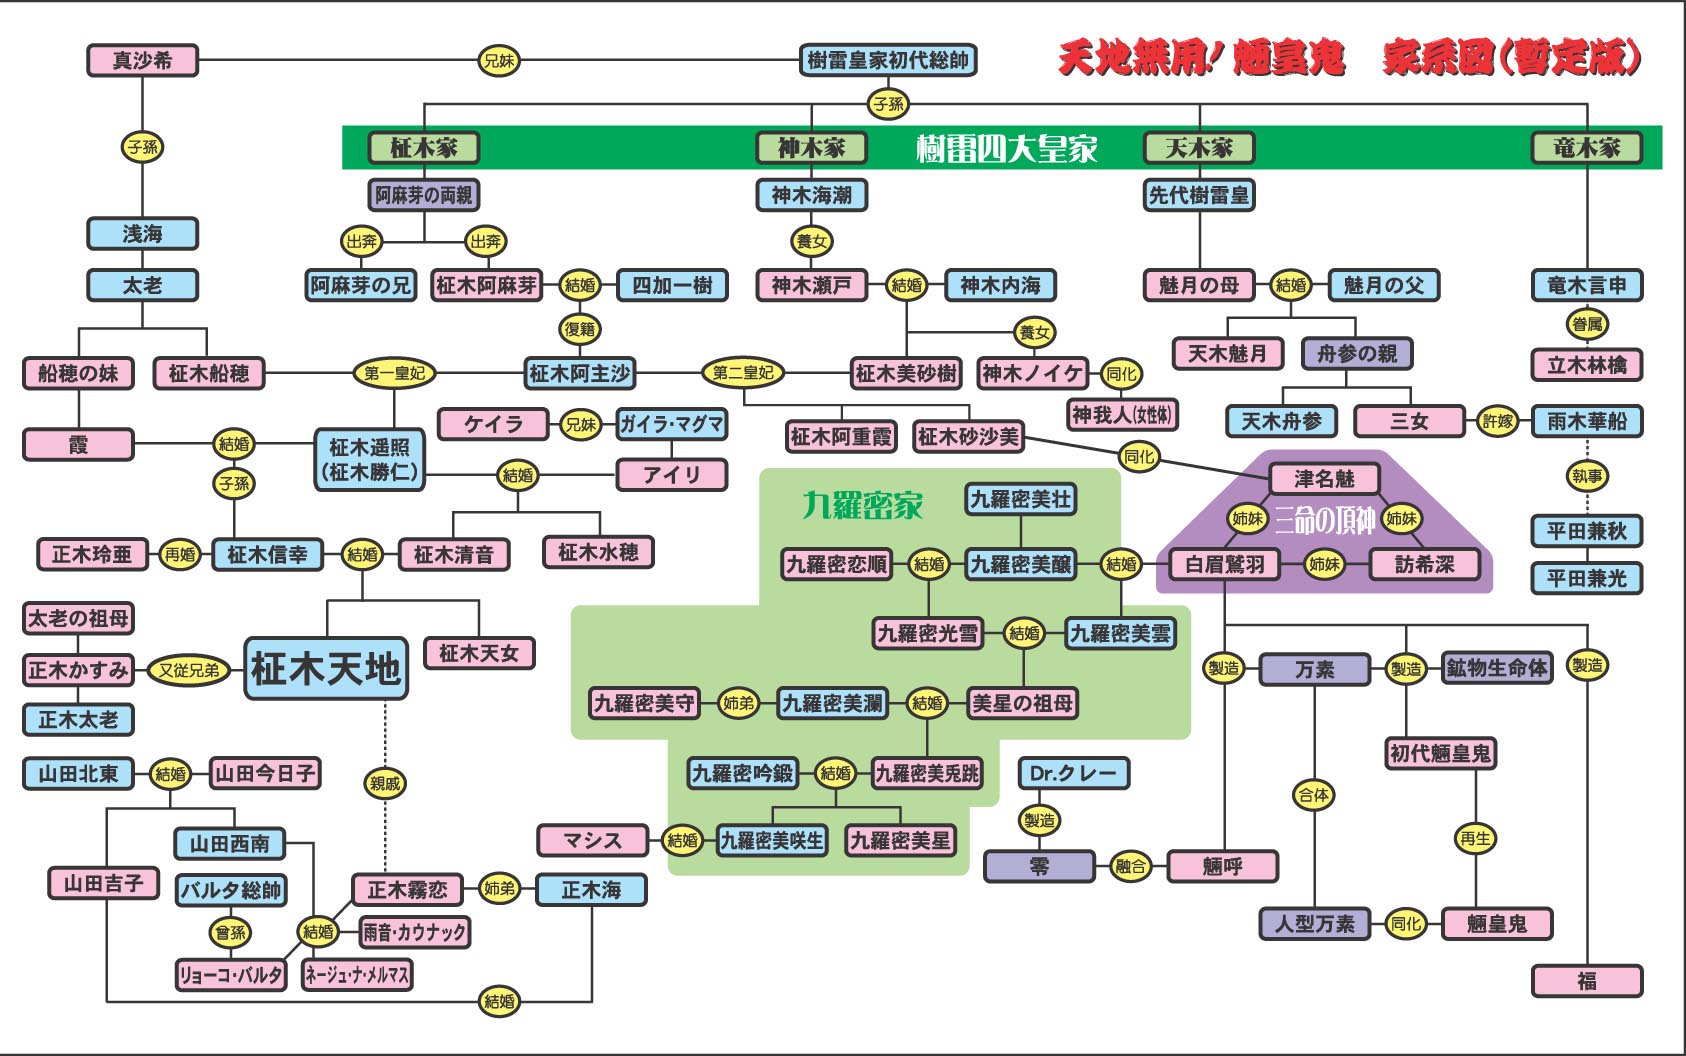 天地無用！魎皇鬼　家系図（暫定版）
真砂希
兄妹
樹雷皇家初代総帥
子孫
子孫
柾木家
神木家
樹雷四大皇家
天木家
竜木家
阿麻芽の両親
神木海潮
先代樹雷皇
浅海
出奔
出奔
養女
太老
阿麻芽の兄
柾木阿麻芽
結婚
四加一樹
神木瀬戸
結婚
神木内海
魅月の母
結婚
魅月の父
竜木言申
復籍
養女
眷属
天木魅月
舟参の親
立木林檎
船穂の妹
柾木船穂
第一皇妃
柾木阿主沙
第二皇妃
柾木美砂樹
神木ノイケ
同化
神我人(女性体)
ケイラ
兄妹
ガイラ・マグマ
天木舟参
三女
許嫁
雨木華船
霞
結婚
柾木遥照
(柾木勝仁)
柾木阿重霞
柾木砂沙美
同化
子孫
結婚
アイリ
津名魅
執事
九羅密家
九羅密美壮
姉妹
三命の頂神
姉妹
平田兼秋
正木玲亜
再婚
柾木信幸
結婚
柾木清音
柾木水穂
九羅密恋順
結婚
九羅密美醸
結婚
白眉鷲羽
姉妹
訪希深
平田兼光
太老の祖母
柾木天女
九羅密光雪
結婚
九羅密美雲
正木かすみ
又従兄弟
柾木天地
製造
万素
製造
鉱物生命体
製造
正木太老
九羅密美守
姉弟
九羅密美瀾
結婚
美星の祖母
初代魎皇鬼
山田北東
結婚
山田今日子
親戚
九羅密吟鍛
結婚
九羅密美兎跳
Dr.クレー
合体
製造
山田西南
マシス
結婚
九羅密美咲生
九羅密美星
再生
零
融合
魎呼
山田吉子
バルタ総帥
正木霧恋
姉弟
正木海
曾孫
結婚
雨音・カウナック
人型万素
同化
魎皇鬼
リョーコ・バルタ
ネージュ・ナ・メルマス
福
結婚